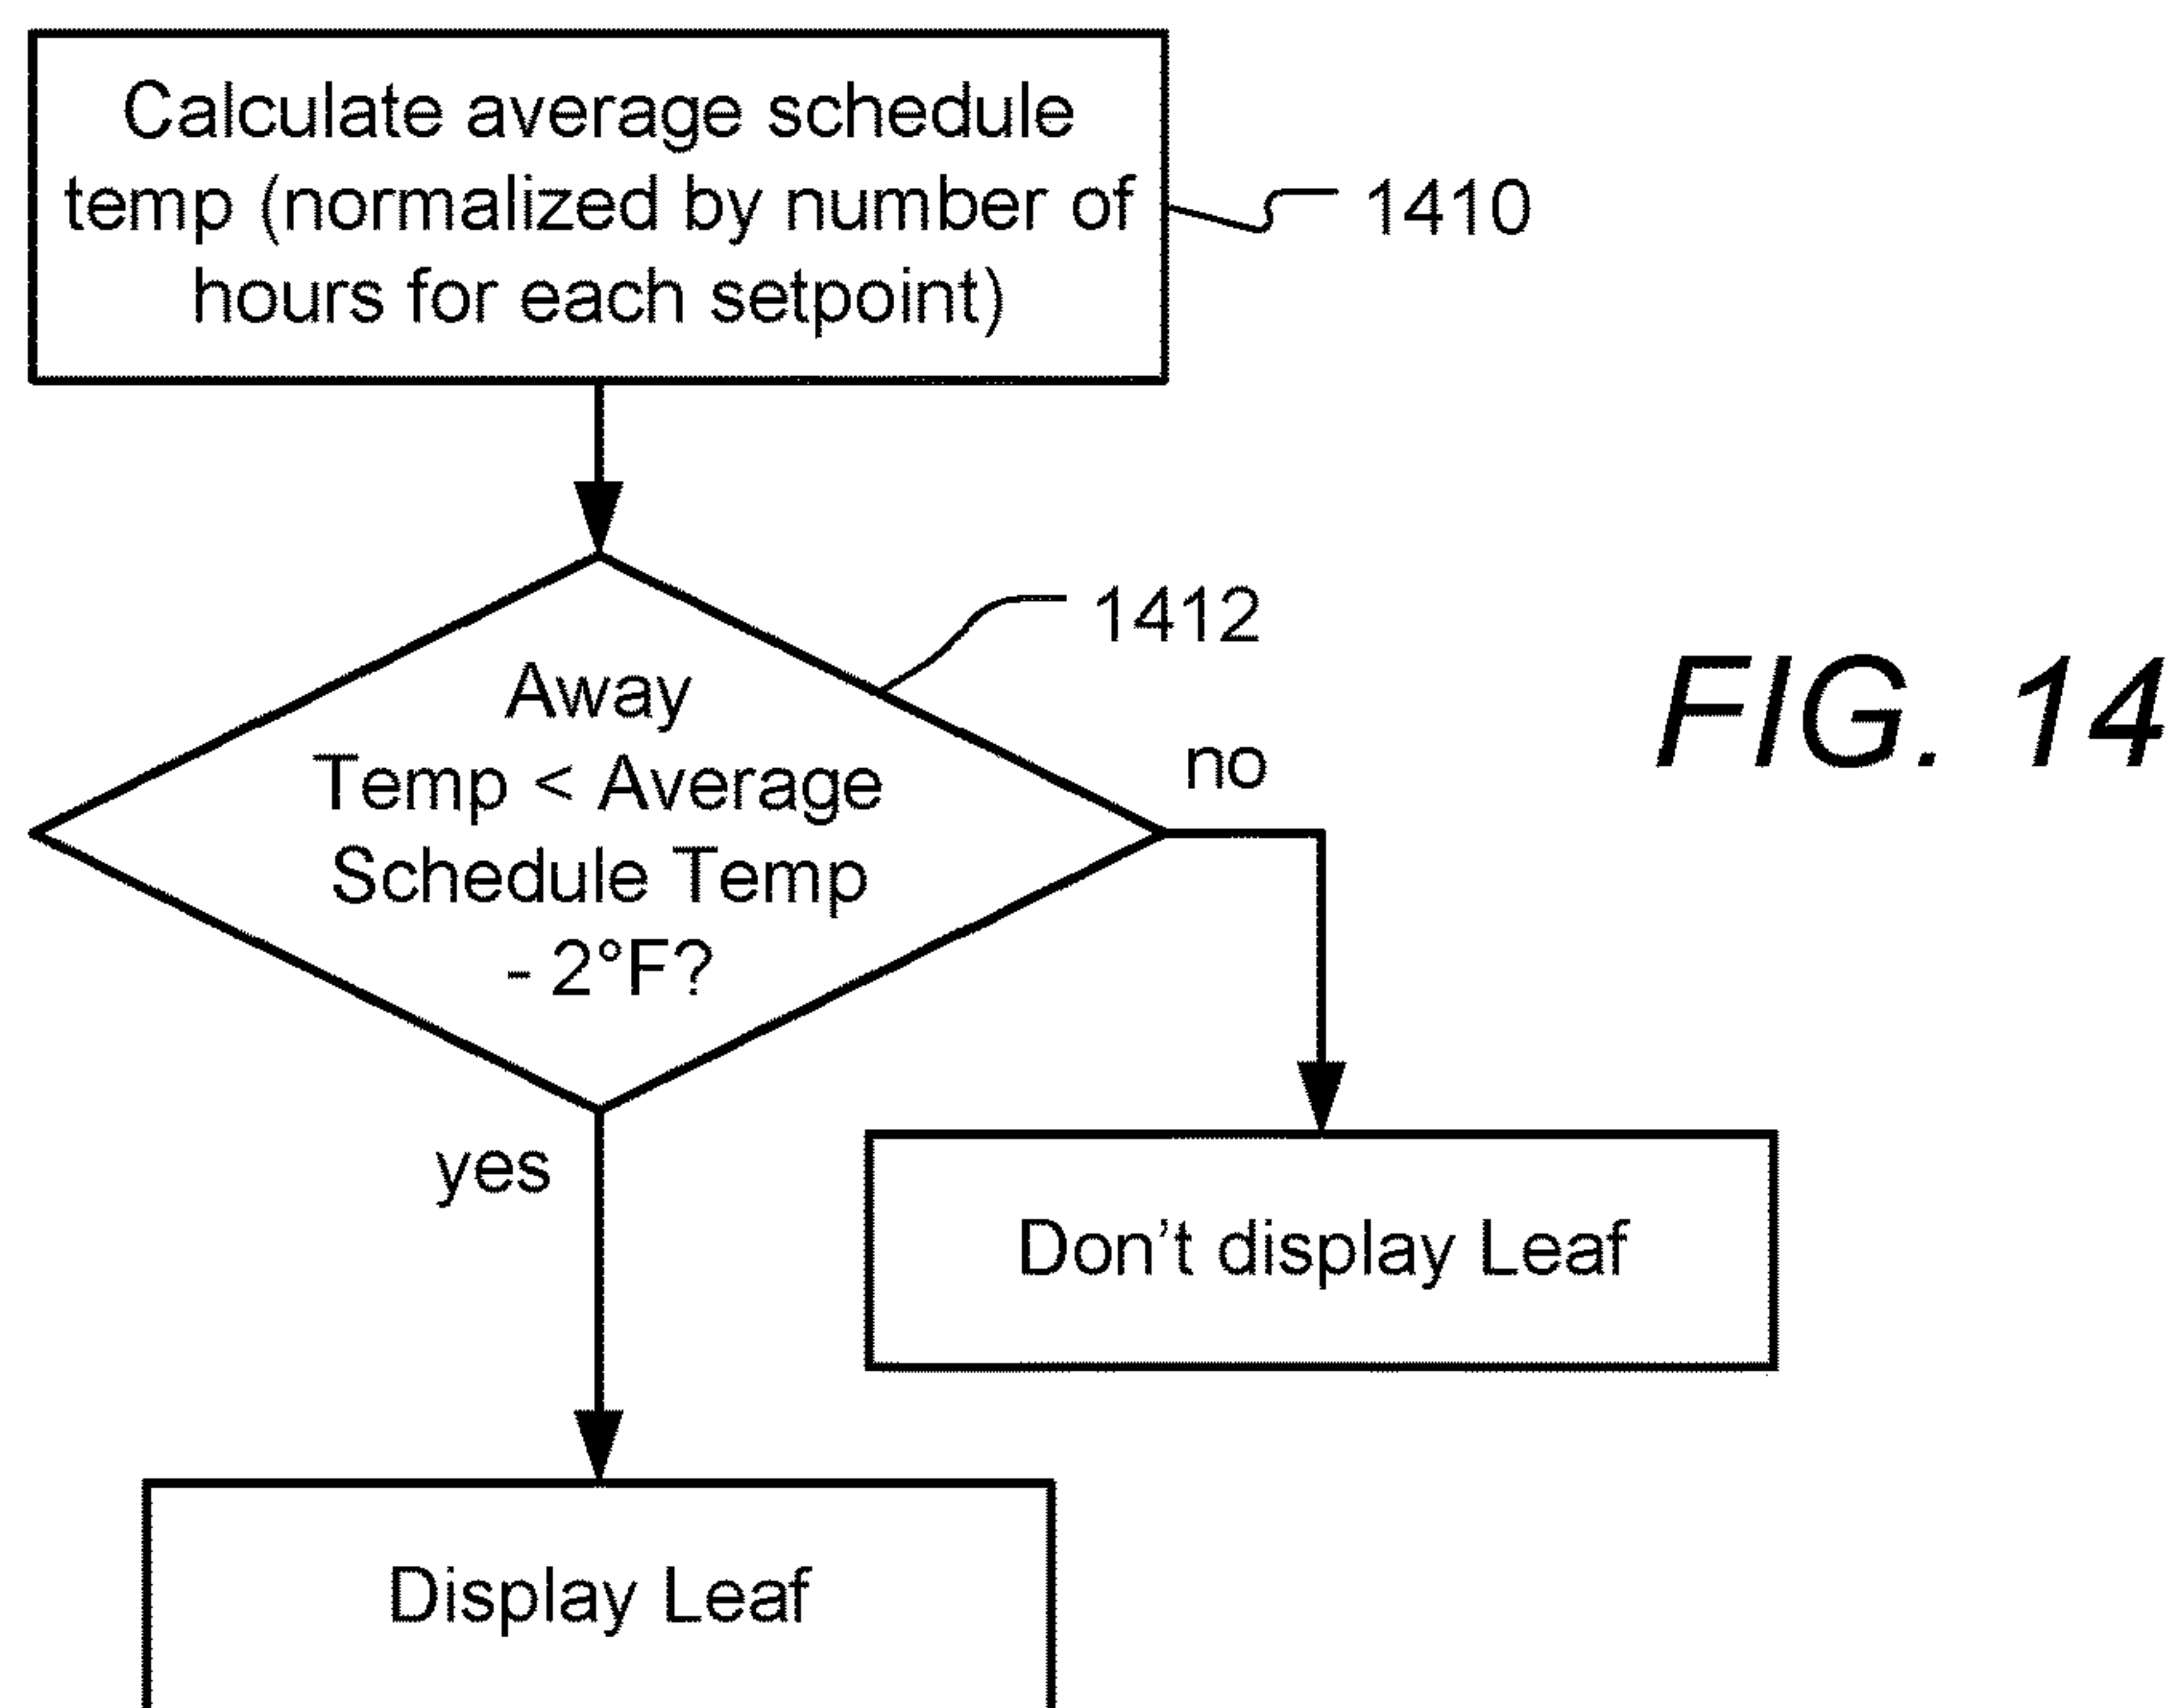 Calculate average schedule
temp (normalized by number of
hours for each setpoint)
1410
1412
Away
Temp < Average
Schedule Temp
- 2°F?
no
FIG. 14
yes
Don't display Leaf
Display Leaf